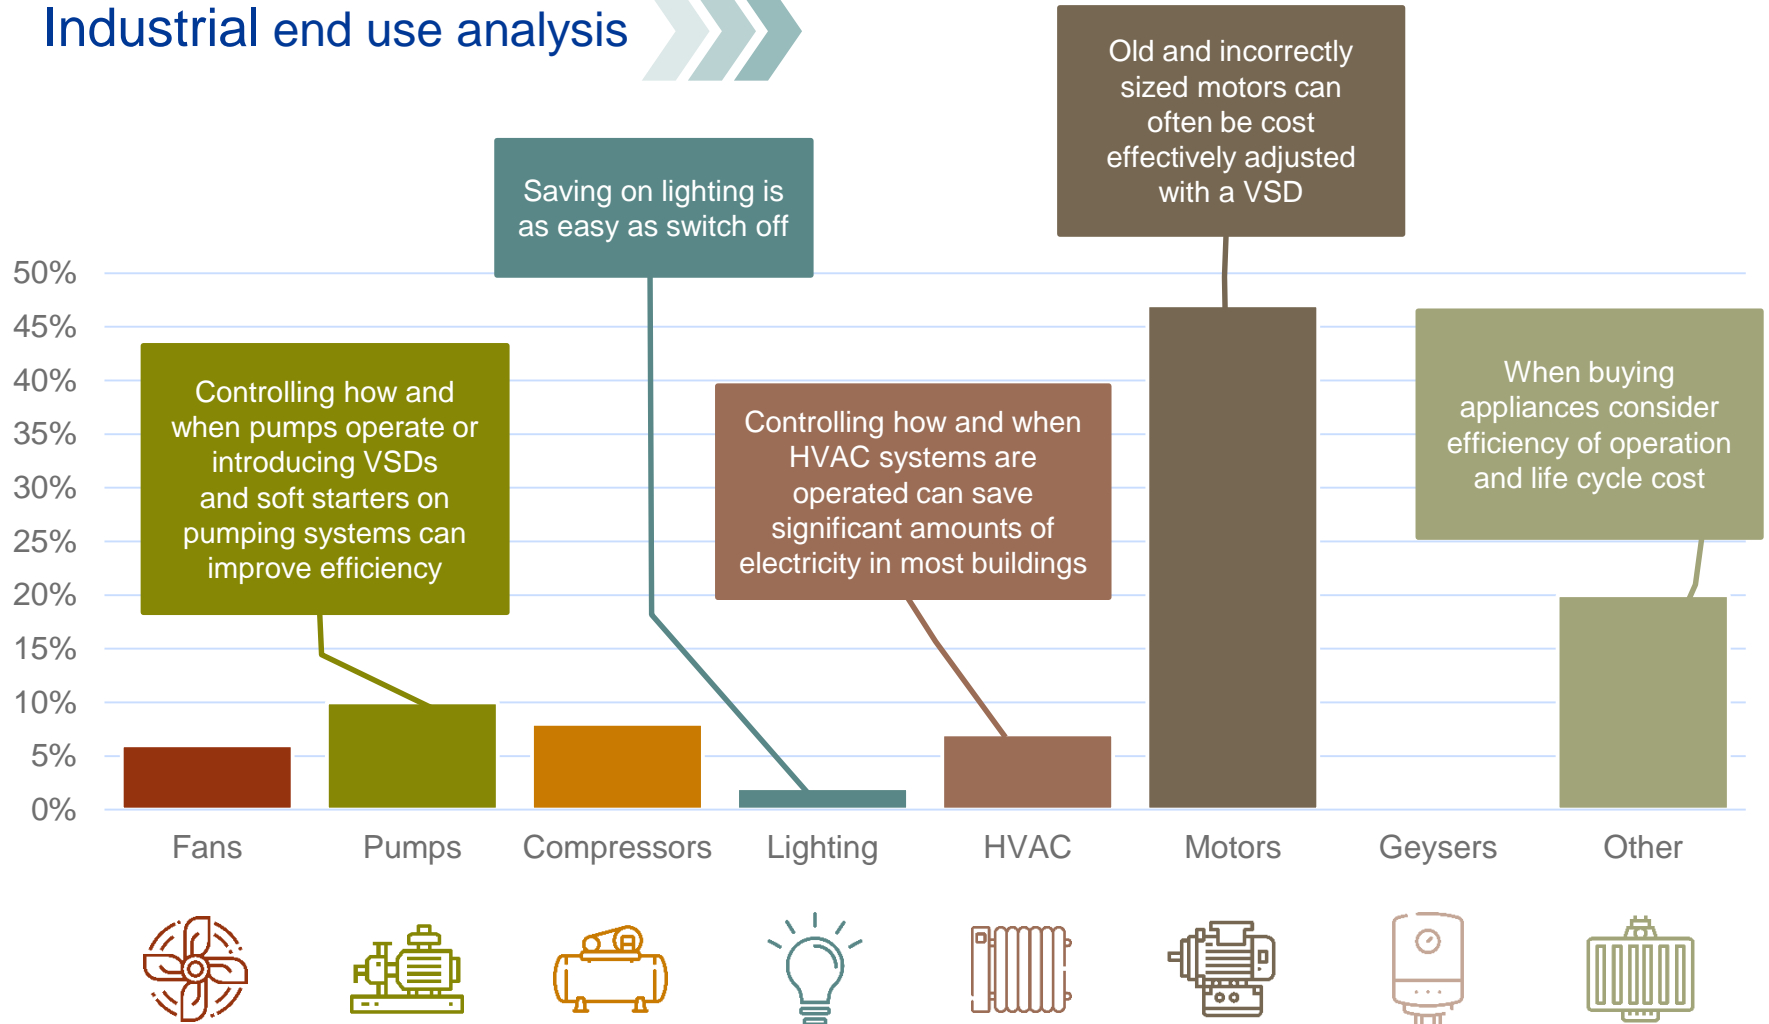 Industrial end use analysis
Old and incorrectly
sized motors can
often be cost
effectively adjusted
with a VSD
Saving on lighting is
as easy as switch off
Controlling how and
when pumps operate or
introducing VSDs
and soft starters on
pumping systems can
improve efficiency
Controlling how and when
HVAC systems are
operated can save
significant amounts of
electricity in most buildings
When buying
appliances consider
efficiency of operation
and life cycle cost
50%
45%
40%
35%
30%
25%
20%
15%
10%
5%
0%
Fans
Pumps
Compressors
Lighting
HVAC
Motors
Geysers
Other